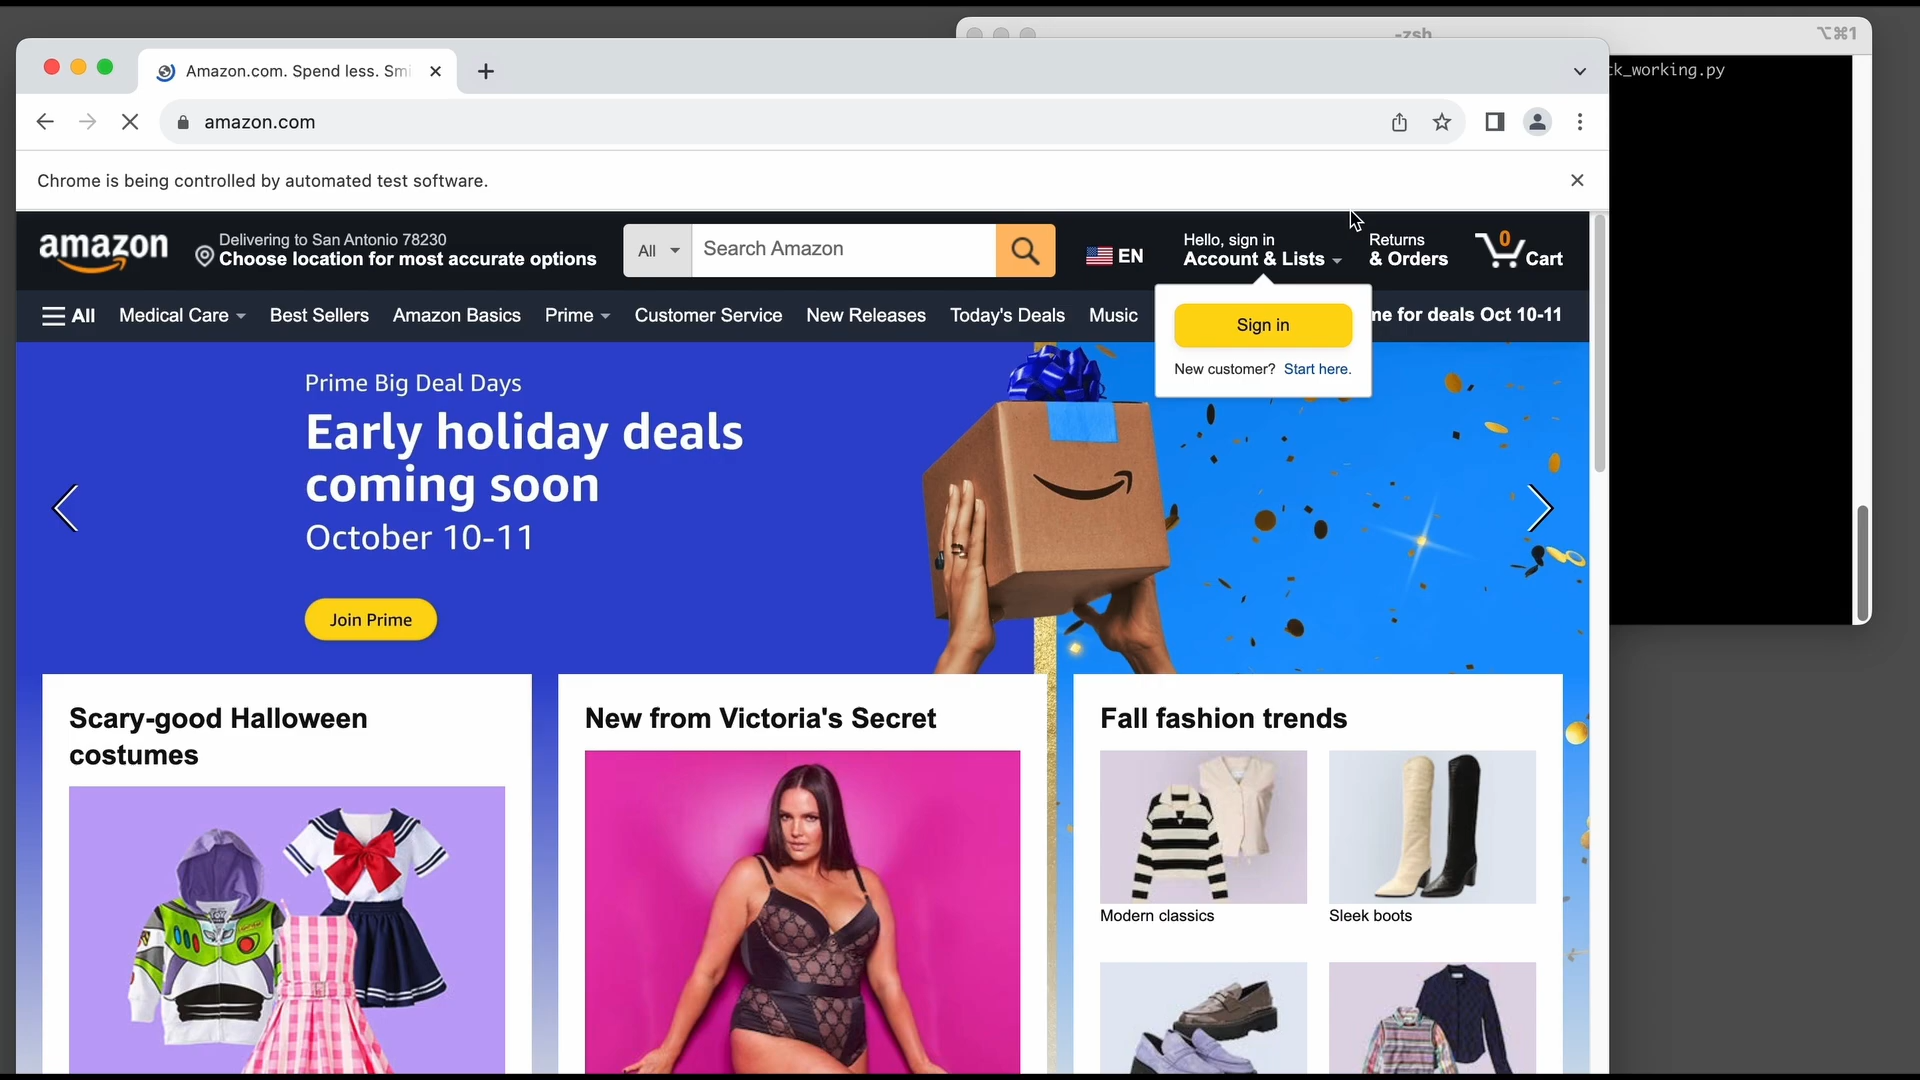 -zsh
⌥⌘1
Amazon.com. Spend less. Smi
ck_working.py
amazon.com
Chrome is being controlled by automated test software.
amazon
Delivering to San Antonio 78230
Choose location for most accurate options
All
Search Amazon
EN
Hello, sign in
Account & Lists
Returns
& Orders
0
Cart
All
Medical Care
Best Sellers
Amazon Basics
Prime
Customer Service
New Releases
Today's Deals
Music
me for deals Oct 10-11
Sign in
New customer? Start here.
Prime Big Deal Days
Early holiday deals
coming soon
October 10-11
Join Prime
Scary-good Halloween
costumes
New from Victoria's Secret
Fall fashion trends
Modern classics
Sleek boots